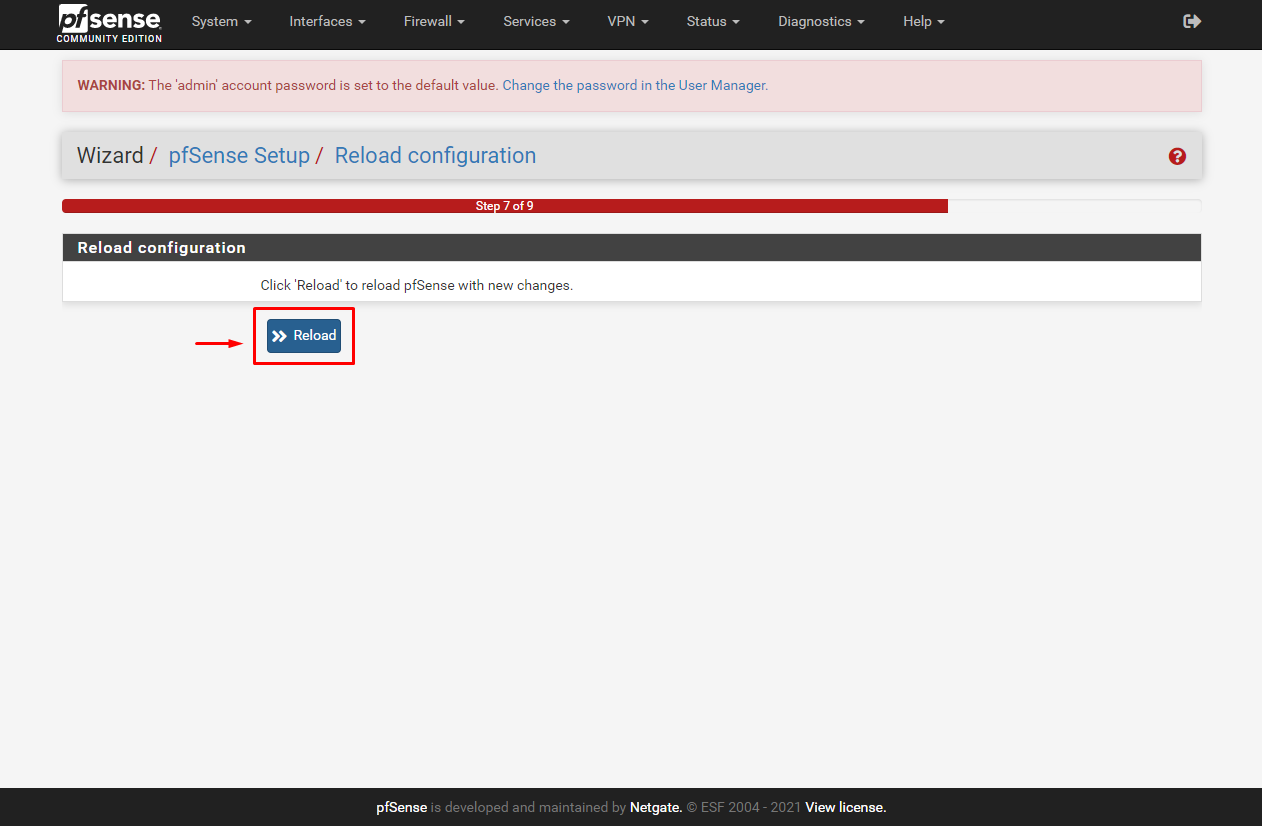 pfsense
COMMUNITY EDITION
System Interfaces Firewall Services VPN Status Diagnostics Help
WARNING: The 'admin' account password is set to the default value. Change the password in the User Manager.
Wizard / pfSense Setup / Reload configuration
Step 7 of 9
Reload configuration
Click 'Reload' to reload pfSense with new changes.
Reload
pfSense is developed and maintained by Netgate. © ESF 2004 - 2021 View license.